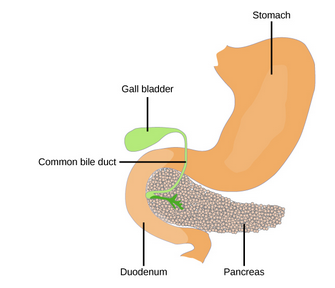 Stomach
Gall bladder
Common bile duct
Duodenum
Pancreas